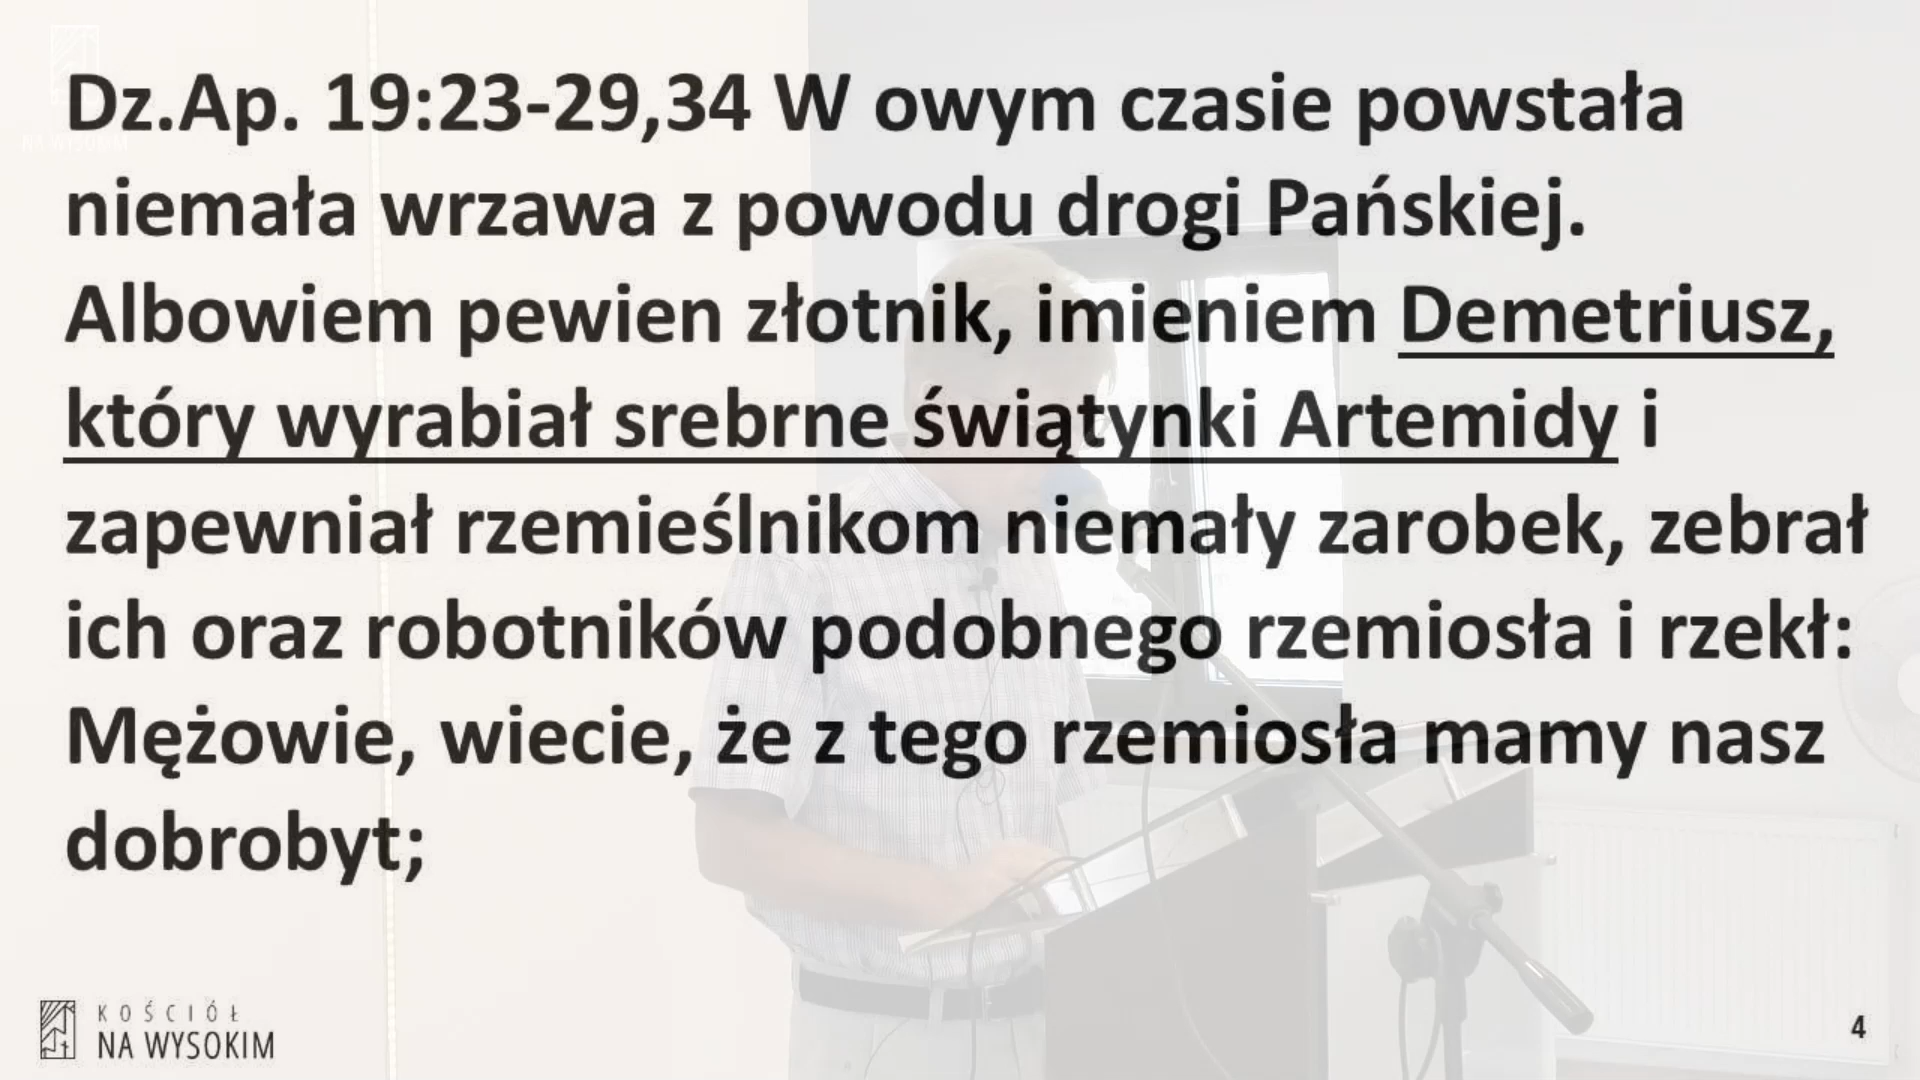 Dz.Ap. 19:23-29,34 W owym czasie powstała
niemała wrzawa z powodu drogi Pańskiej.
Albowiem pewien złotnik, imieniem Demetriusz,
który wyrabiał srebrne świątynki Artemidy i
zapewniał rzemieślnikom niemały zarobek, zebrał
ich oraz robotników podobnego rzemiosła i rzekł:
Mężowie, wiecie, że z tego rzemiosła mamy nasz
dobrobyt;
KOŚCIÓŁ
NA WYSOKIM
4
NA WYSOKIM